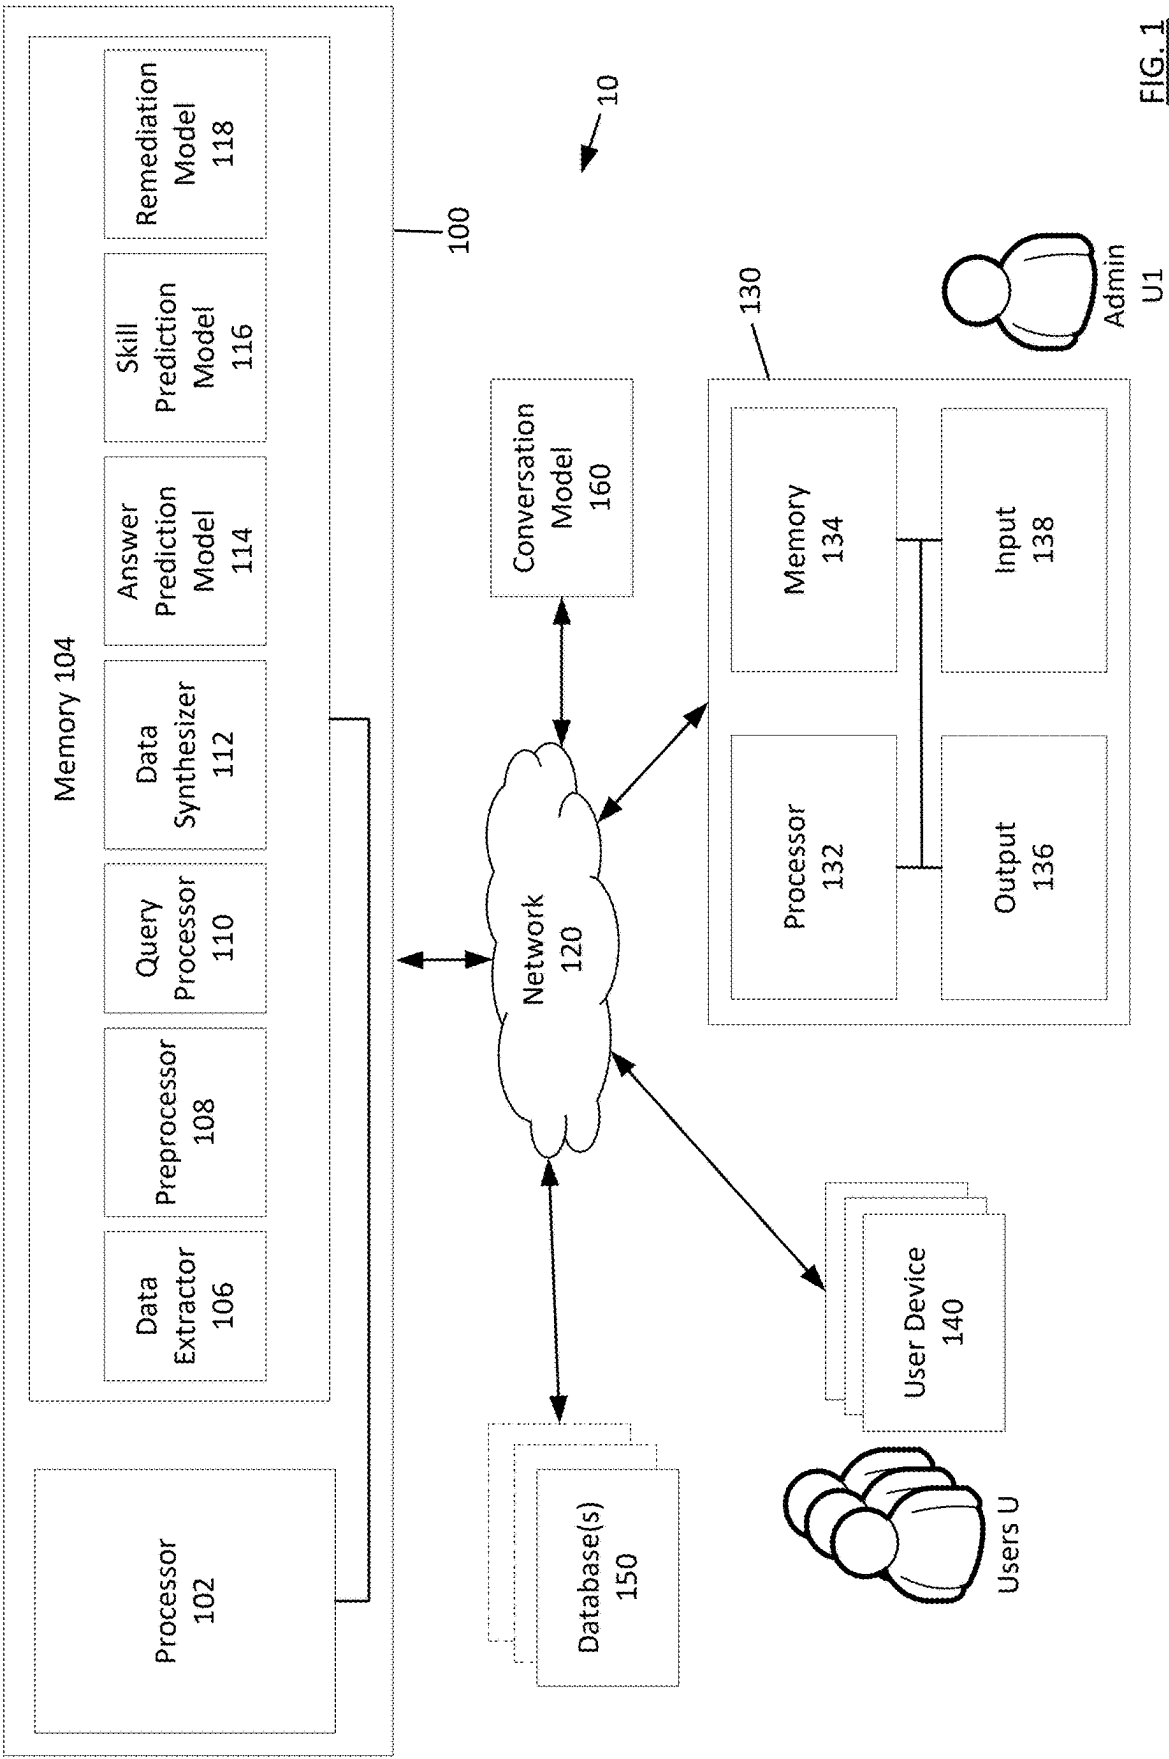 Memory 104
Processor
102
Data
Extractor
106
Preprocessor
108
Query
Processor
110
Data
Synthesizer
112
Answer
Prediction
Model
114
Skill
Prediction
Model
116
Remediation
Model
118
100
10
Database(s)
150
Network
120
Conversation
Model
160
130
Processor
132
Memory
134
Output
136
Input
138
User Device
140
Users U
Admin
U1
FIG. 1